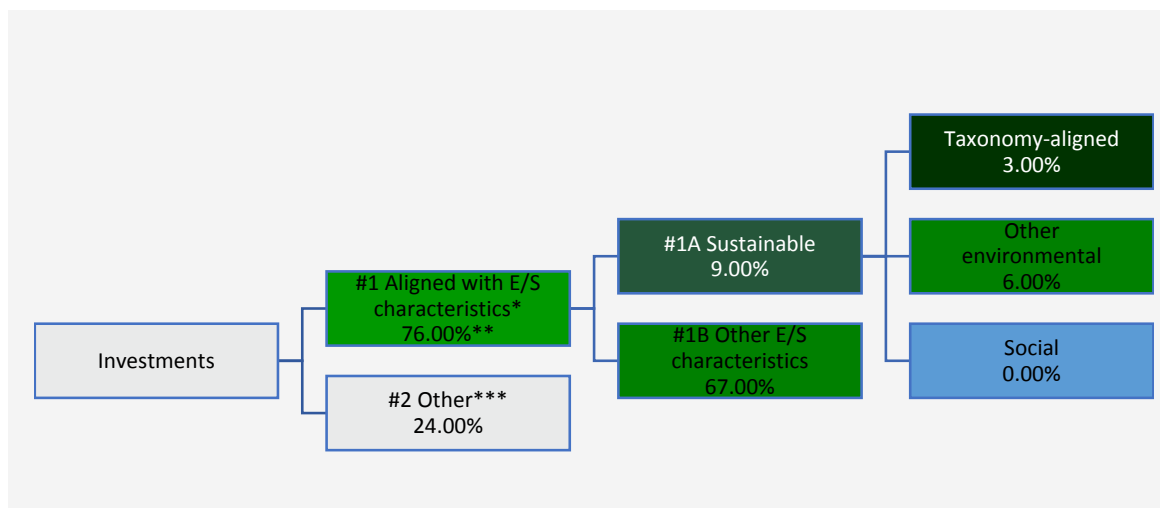 Investments
#1 Aligned with E/S
characteristics*
76.00%**
#2 Other***
24.00%
#1A Sustainable
9.00%
#1B Other E/S
characteristics
67.00%
Taxonomy-aligned
3.00%
Other
environmental
6.00%
Social
0.00%